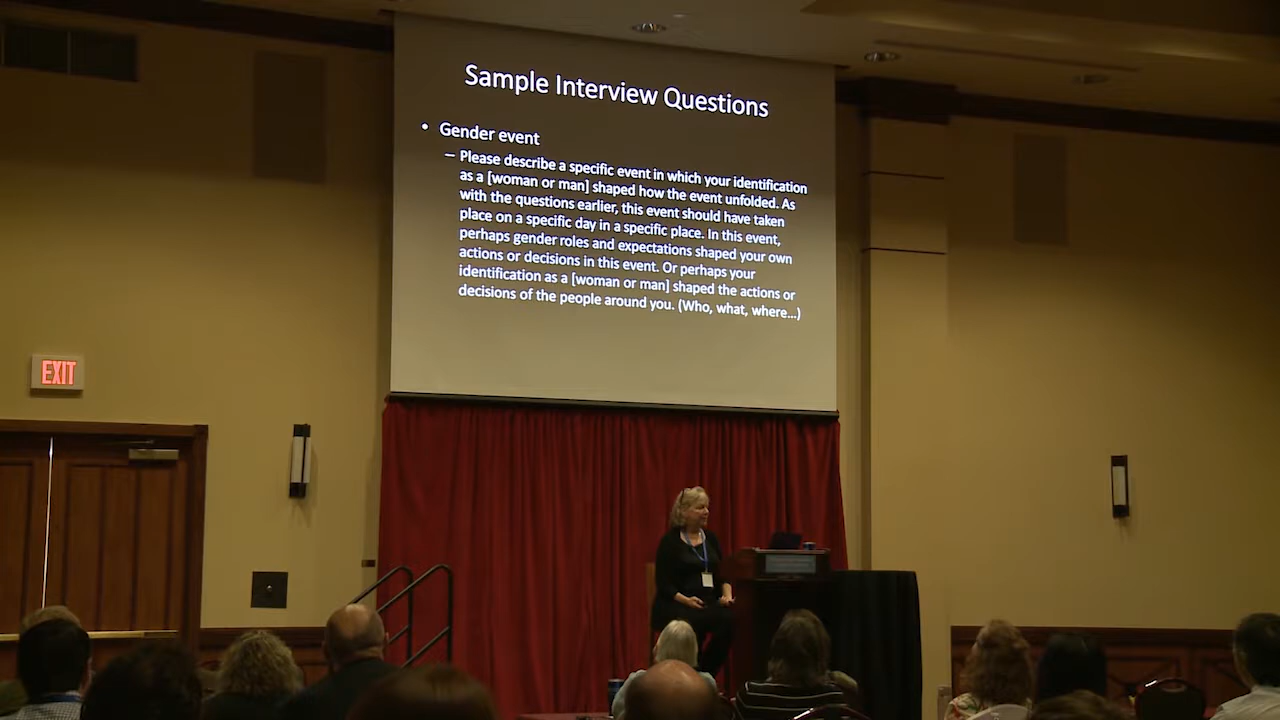 Sample Interview Questions
• Gender event
– Please describe a specific event in which your identification
as a [woman or man] shaped how the event unfolded. As
with the questions earlier, this event should have taken
place on a specific day in a specific place. In this event,
perhaps gender roles and expectations shaped your own
actions or decisions in this event. Or perhaps your
identification as a [woman or man] shaped the actions or
decisions of the people around you. (Who, what, where…)
EXIT